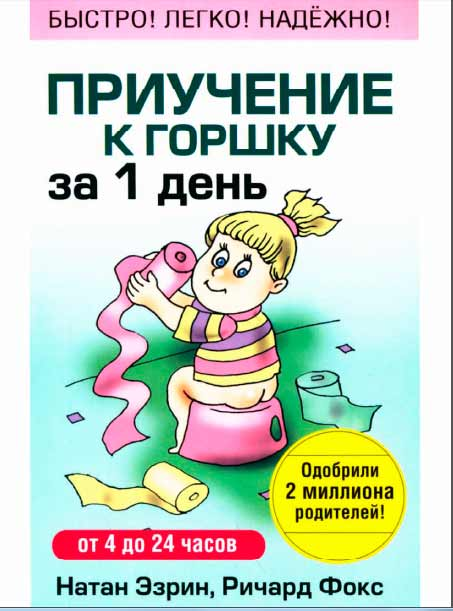 БЫСТРО! ЛЕГКО! НАДЁЖНО!
ПРИУЧЕНИЕ
К ГОРШКУ
за 1 день
Одобрили
2 миллиона
родителей!
от 4 до 24 часов
Натан Эзрин, Ричард Фокс